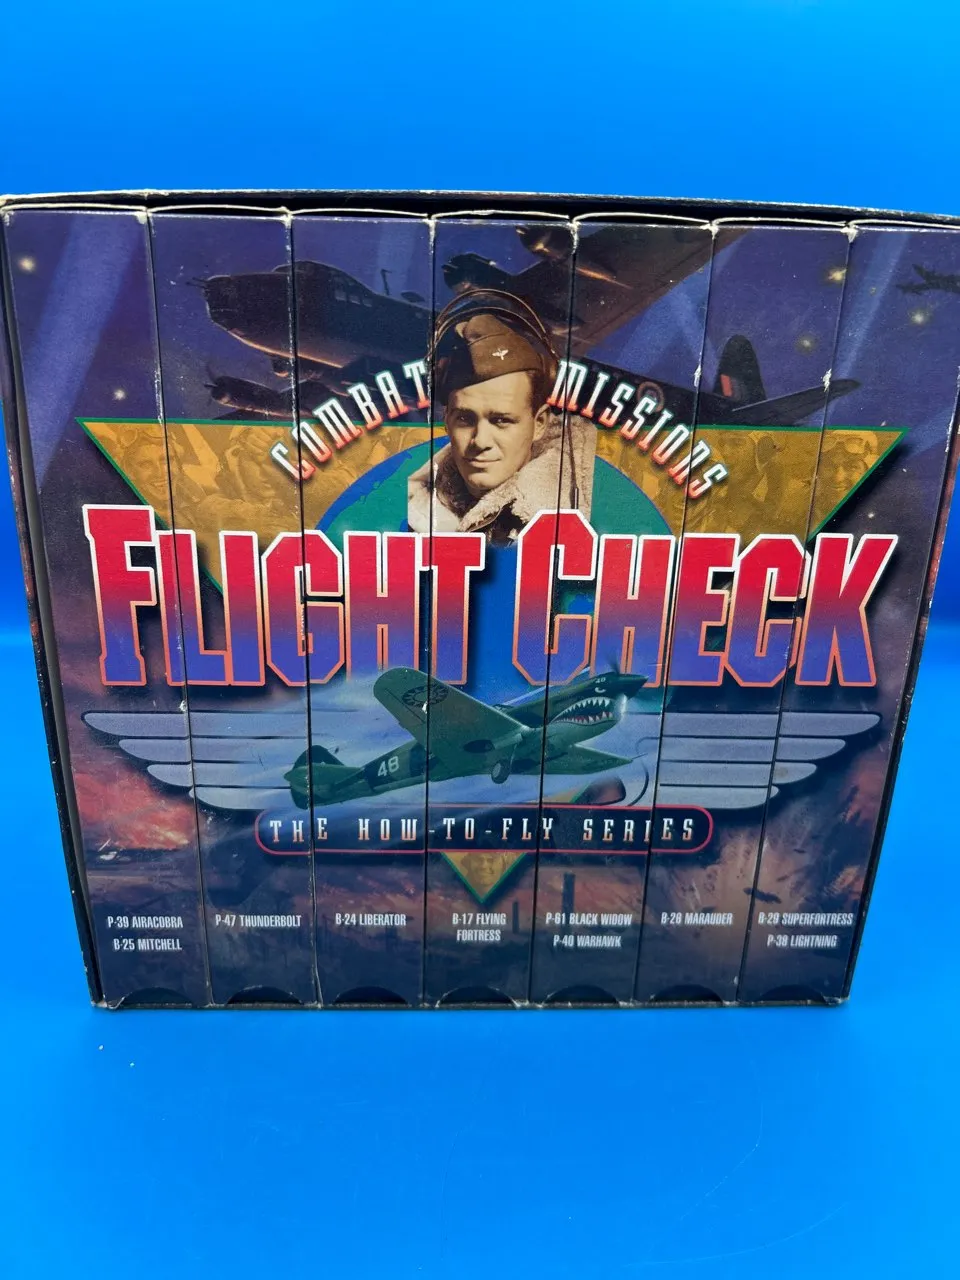 COMBAT MISSIONS
FLIGHT CHECK
48
THE HOW-TO-FLY SERIES
P-39 AIRACOBRA
B-25 MITCHELL
P-47 THUNDERBOLT
B-24 LIBERATOR
B-17 FLYING
FORTRESS
P-61 BLACK WIDOW
P-40 WARHAWK
B-26 MARAUDER
B-29 SUPERFORTRESS
P-38 LIGHTNING